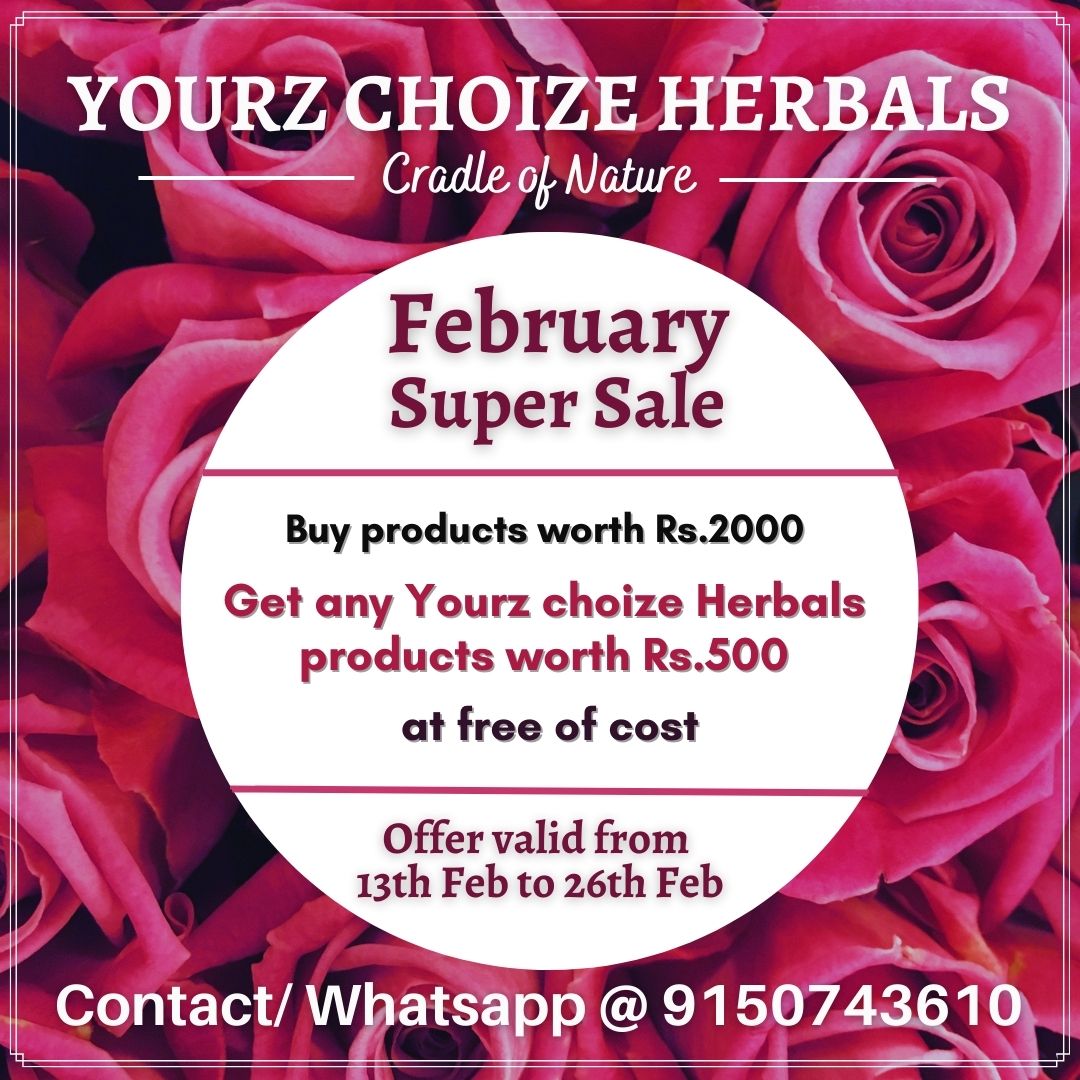 YOURZ CHOIZE HERBALS
Cradle of Nature
February
Super Sale
Buy products worth Rs.2000
Get any Yourz choize Herbals
products worth Rs.500
at free of cost
Offer valid from
13th Feb to 26th Feb
Contact/ Whatsapp @ 9150743610